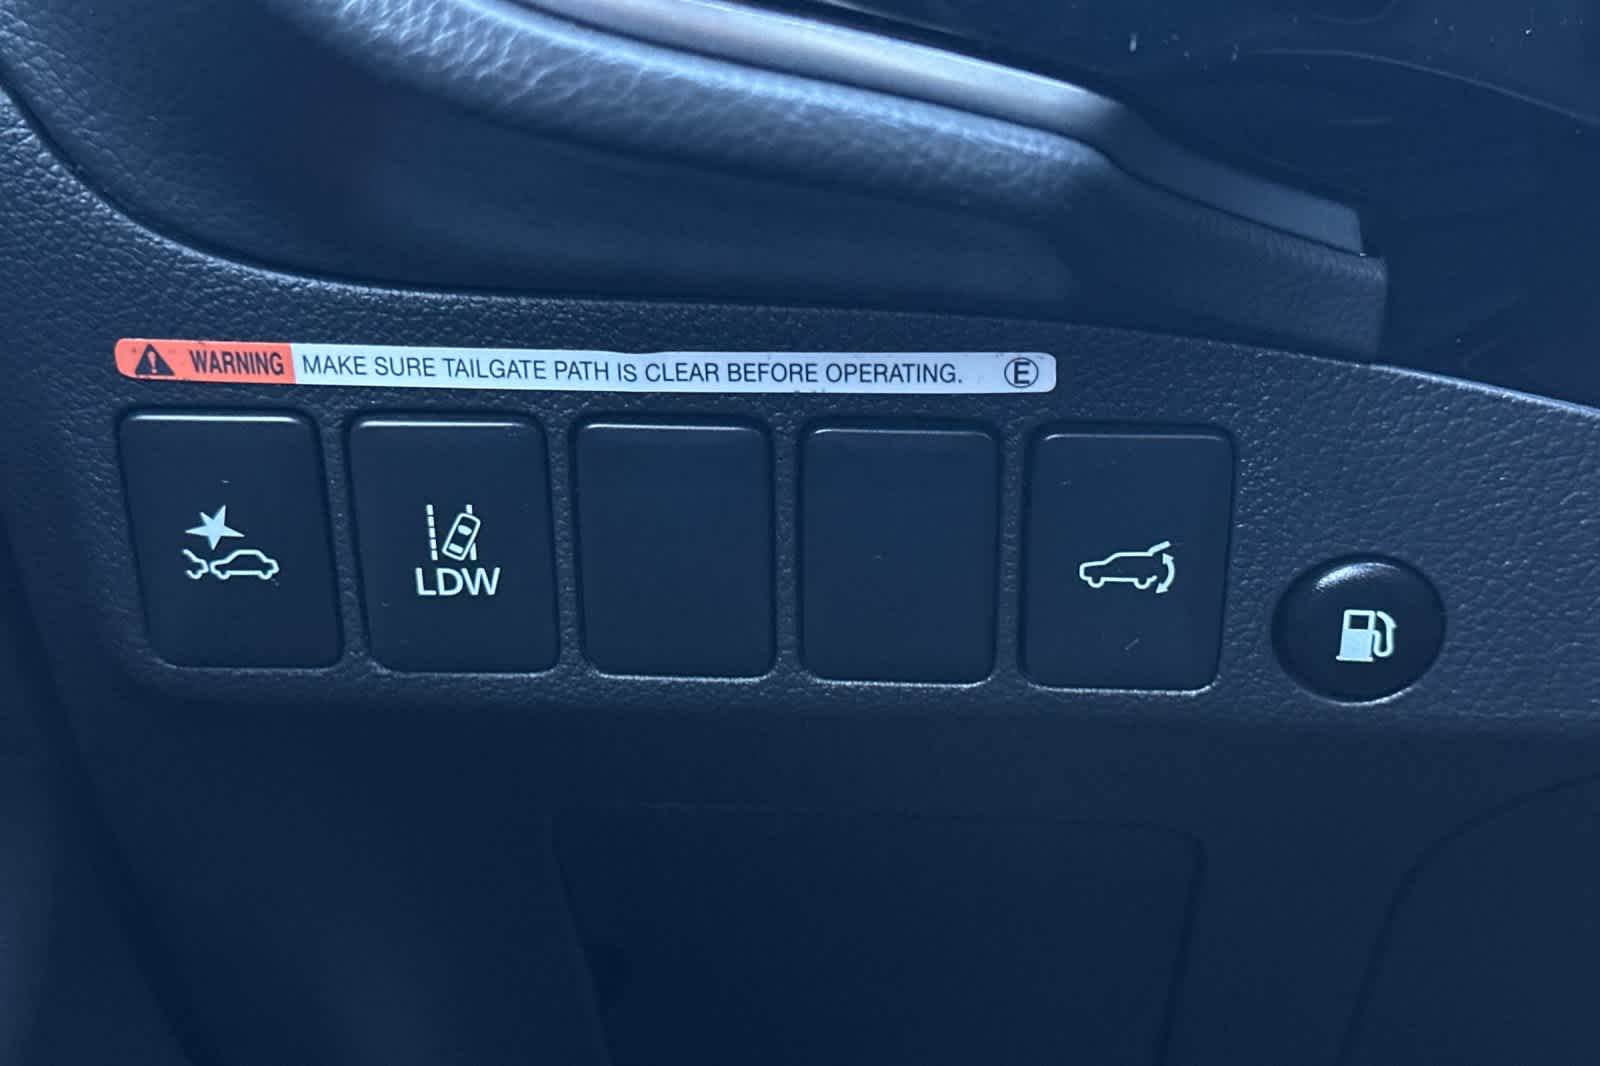 WARNING MAKE SURE TAILGATE PATH IS CLEAR BEFORE OPERATING. E
LDW